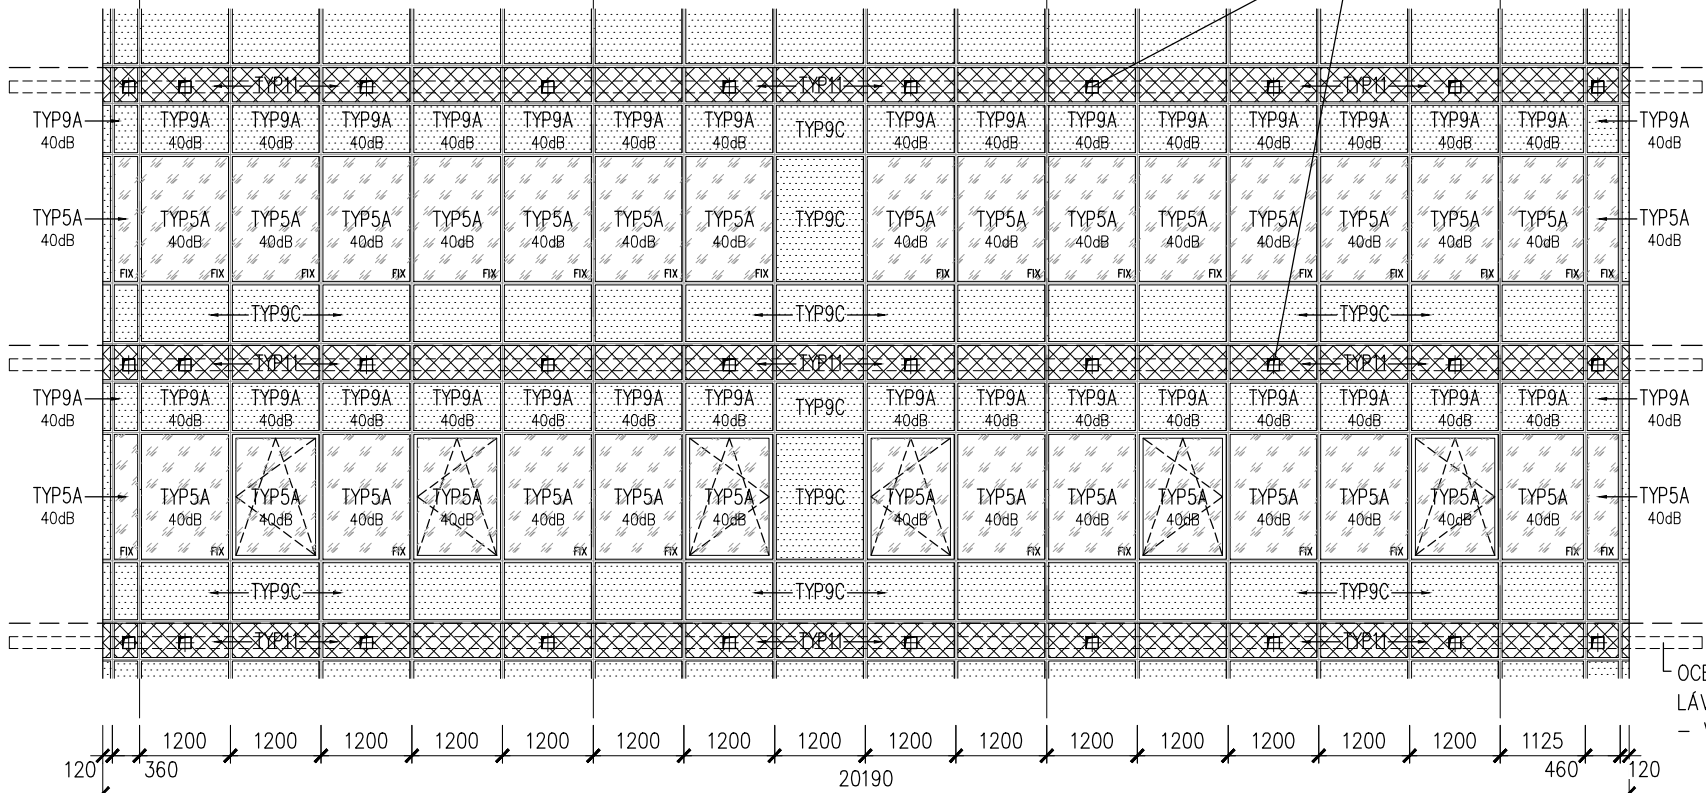 TYP11 TYP11 TYP11
TYP9A TYP9A TYP9A TYP9A TYP9A TYP9A TYP9A TYP9A TYP9C TYP9A TYP9A TYP9A TYP9A TYP9A TYP9A TYP9A TYP9A TYP9A
40dB 40dB 40dB 40dB 40dB 40dB 40dB 40dB 40dB 40dB 40dB 40dB 40dB 40dB 40dB 40dB 40dB
TYP5A TYP5A TYP5A TYP5A TYP5A TYP5A TYP5A TYP5A TYP9C TYP5A TYP5A TYP5A TYP5A TYP5A TYP5A TYP5A TYP5A TYP5A
40dB 40dB 40dB 40dB 40dB 40dB 40dB 40dB 40dB 40dB 40dB 40dB 40dB 40dB 40dB 40dB 40dB
FIX FIX FIX FIX FIX FIX FIX FIX FIX FIX FIX FIX FIX FIX FIX FIX FIX
TYP9C TYP9C TYP9C
TYP11 TYP11 TYP11
TYP9A TYP9A TYP9A TYP9A TYP9A TYP9A TYP9A TYP9A TYP9C TYP9A TYP9A TYP9A TYP9A TYP9A TYP9A TYP9A TYP9A TYP9A
40dB 40dB 40dB 40dB 40dB 40dB 40dB 40dB 40dB 40dB 40dB 40dB 40dB 40dB 40dB 40dB 40dB
TYP5A TYP5A TYP5A TYP5A TYP5A TYP5A TYP5A TYP5A TYP9C TYP5A TYP5A TYP5A TYP5A TYP5A TYP5A TYP5A TYP5A TYP5A
40dB 40dB 40dB 40dB 40dB 40dB 40dB 40dB 40dB 40dB 40dB 40dB 40dB 40dB 40dB 40dB 40dB
FIX FIX FIX FIX FIX FIX FIX FIX FIX FIX FIX
TYP9C TYP9C TYP9C
TYP11 TYP11 TYP11
OCE
LÁV
–
1200 1200 1200 1200 1200 1200 1200 1200 1200 1200 1200 1200 1200 1200 1200 1125
120 360 20190 460 120